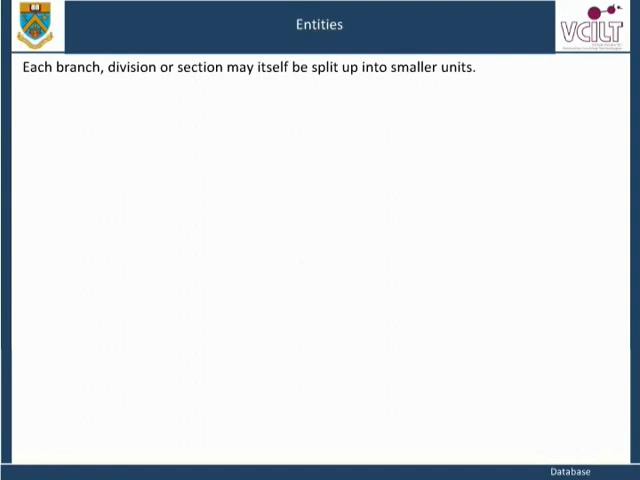 Entities
VCILT
Each branch, division or section may itself be split up into smaller units.
Database